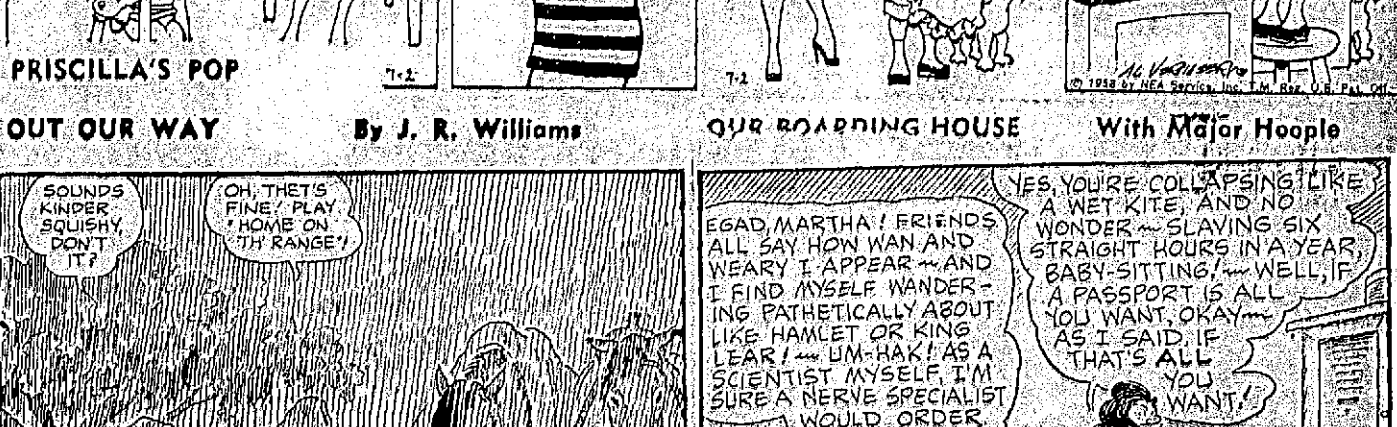 PRISCILLA'S POP
7-2
7-2
© 1958 by NEA Service, Inc. T.M. Reg. U.S. Pat. Off.
OUT OUR WAY
By J. R. Williams
SOUNDS
KINDER
SQUISHY,
DON'T
IT?
OH, THET'S
FINE! PLAY
"HOME ON
TH' RANGE"!
OUR BOARDING HOUSE
With Major Hoople
EGAD, MARTHA! FRIENDS
ALL SAY HOW WAN AND
WEARY I APPEAR ~ AND
I FIND MYSELF WANDER-
ING PATHETICALLY ABOUT
LIKE HAMLET OR KING
LEAR! ~ UM-HAK! AS A
SCIENTIST MYSELF, I'M
SURE A NERVE SPECIALIST
WOULD ORDER
YES, YOU'RE COLLAPSING LIKE
A WET KITE, AND NO
WONDER ~ SLAVING SIX
STRAIGHT HOURS IN A YEAR,
BABY-SITTING! ~ WELL, IF
A PASSPORT IS ALL
YOU WANT, OKAY ~
AS I SAID, IF
THAT'S ALL
YOU
WANT!